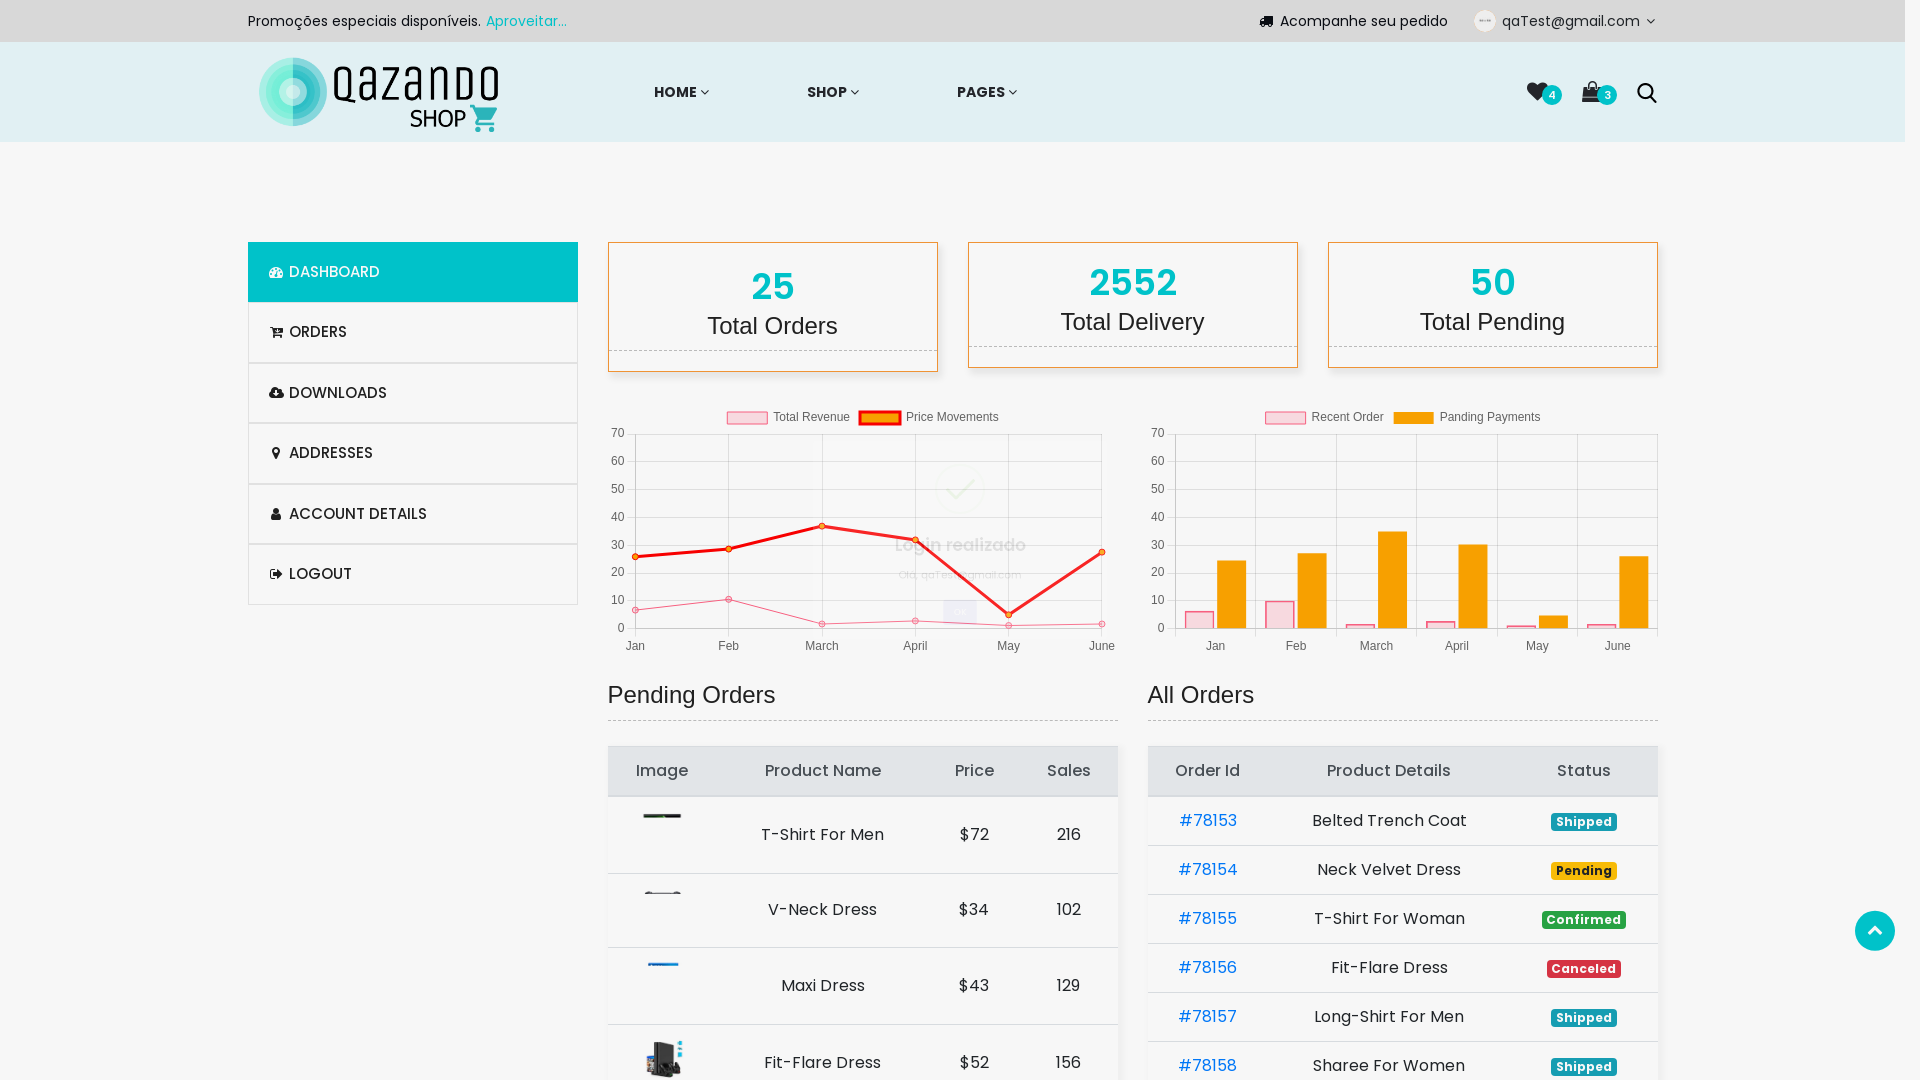 Promoções especiais disponíveis. Aproveitar...
Acompanhe seu pedido
qaTest@gmail.com
Qazando
SHOP
HOME
SHOP
PAGES
4
3
DASHBOARD
ORDERS
DOWNLOADS
ADDRESSES
ACCOUNT DETAILS
LOGOUT
25
Total Orders
2552
Total Delivery
50
Total Pending
Total Revenue
Price Movements
70
60
50
40
30
20
10
0
Jan
Feb
March
April
May
June
Login realizado
Olá, qaTest@gmail.com
OK
Recent Order
Panding Payments
70
60
50
40
30
20
10
0
Jan
Feb
March
April
May
June
Pending Orders
Image Product Name Price Sales
T-Shirt For Men $72 216
V-Neck Dress $34 102
Maxi Dress $43 129
Fit-Flare Dress $52 156
All Orders
Order Id Product Details Status
#78153 Belted Trench Coat Shipped
#78154 Neck Velvet Dress Pending
#78155 T-Shirt For Woman Confirmed
#78156 Fit-Flare Dress Canceled
#78157 Long-Shirt For Men Shipped
#78158 Sharee For Women Shipped